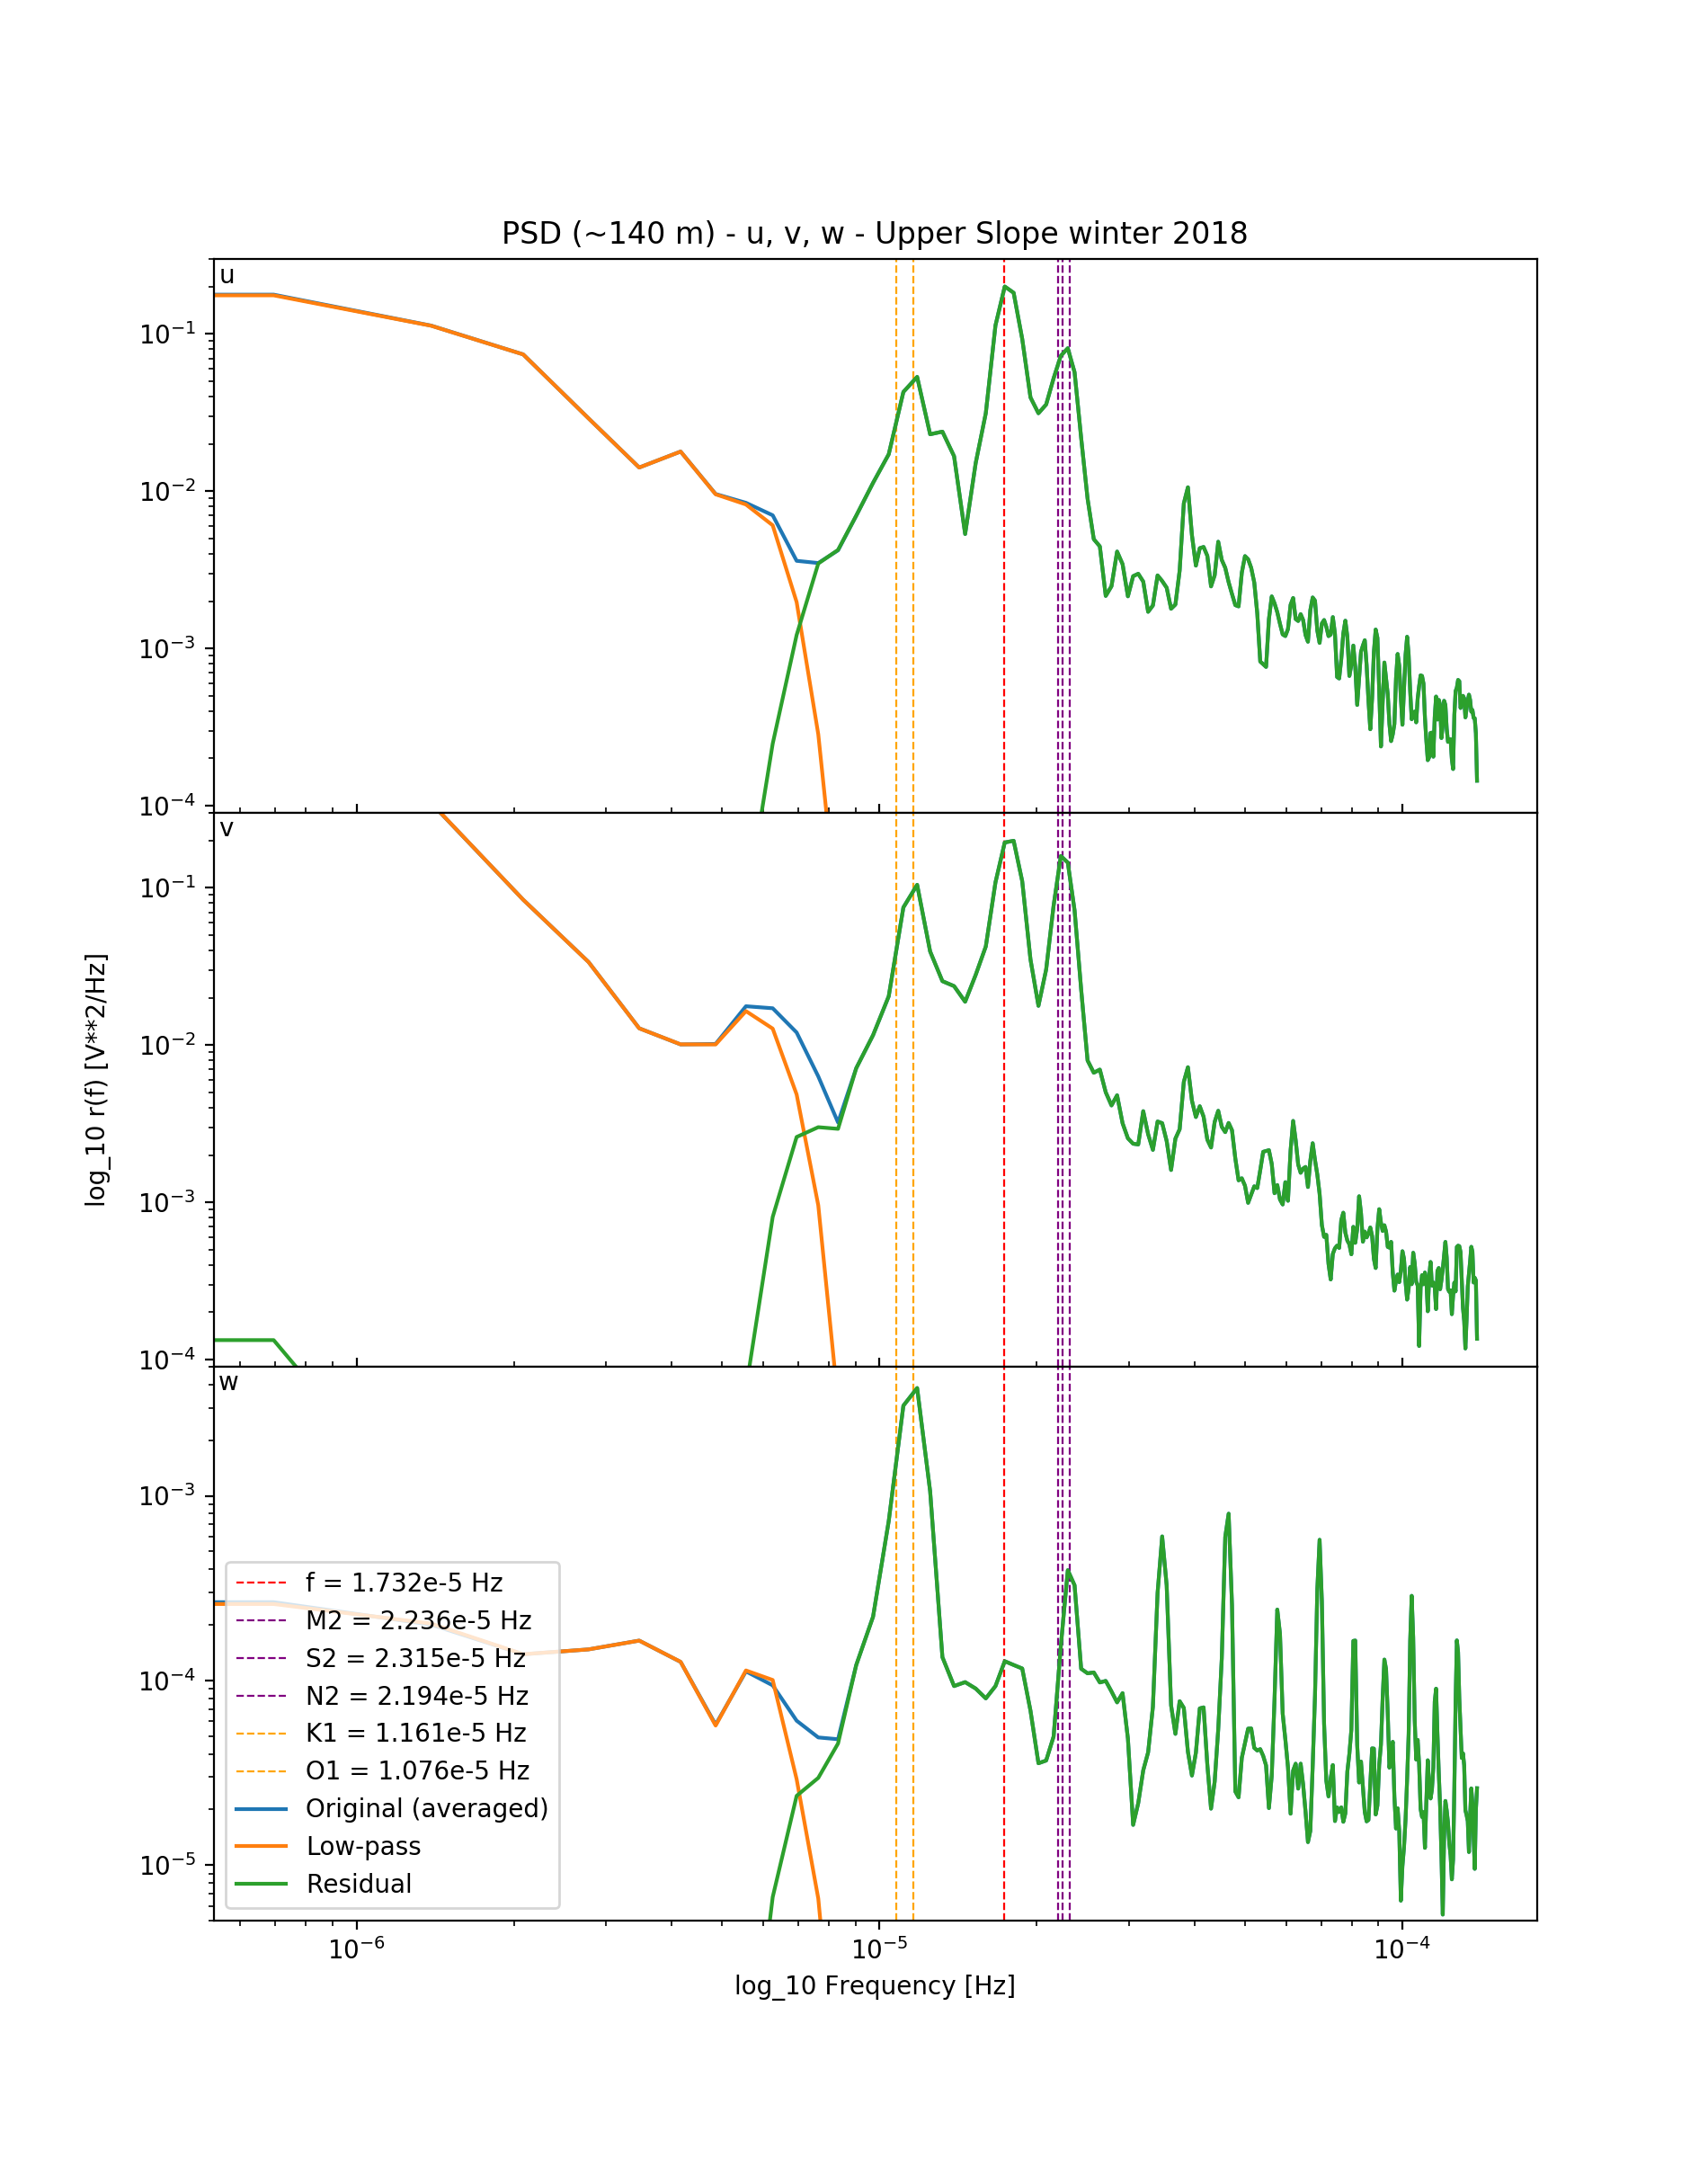 PSD (~140 m) - u, v, w - Upper Slope winter 2018
u
10⁻¹
10⁻²
10⁻³
10⁻⁴
v
10⁻¹
10⁻²
10⁻³
10⁻⁴
log_10 r(f) [V**2/Hz]
w
10⁻³
10⁻⁴
10⁻⁵
f = 1.732e-5 Hz
M2 = 2.236e-5 Hz
S2 = 2.315e-5 Hz
N2 = 2.194e-5 Hz
K1 = 1.161e-5 Hz
O1 = 1.076e-5 Hz
Original (averaged)
Low-pass
Residual
10⁻⁶ 10⁻⁵ 10⁻⁴
log_10 Frequency [Hz]